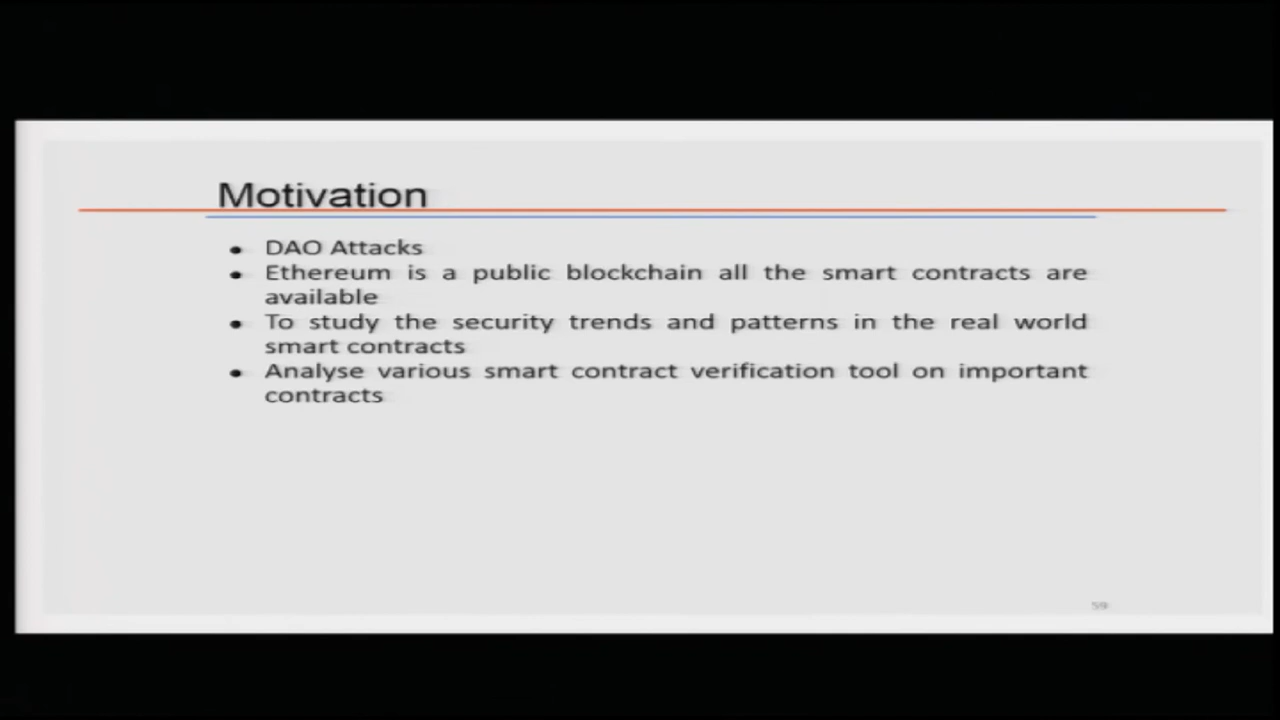 Motivation
• DAO Attacks
• Ethereum is a public blockchain all the smart contracts are
available
• To study the security trends and patterns in the real world
smart contracts
• Analyse various smart contract verification tool on important
contracts
59